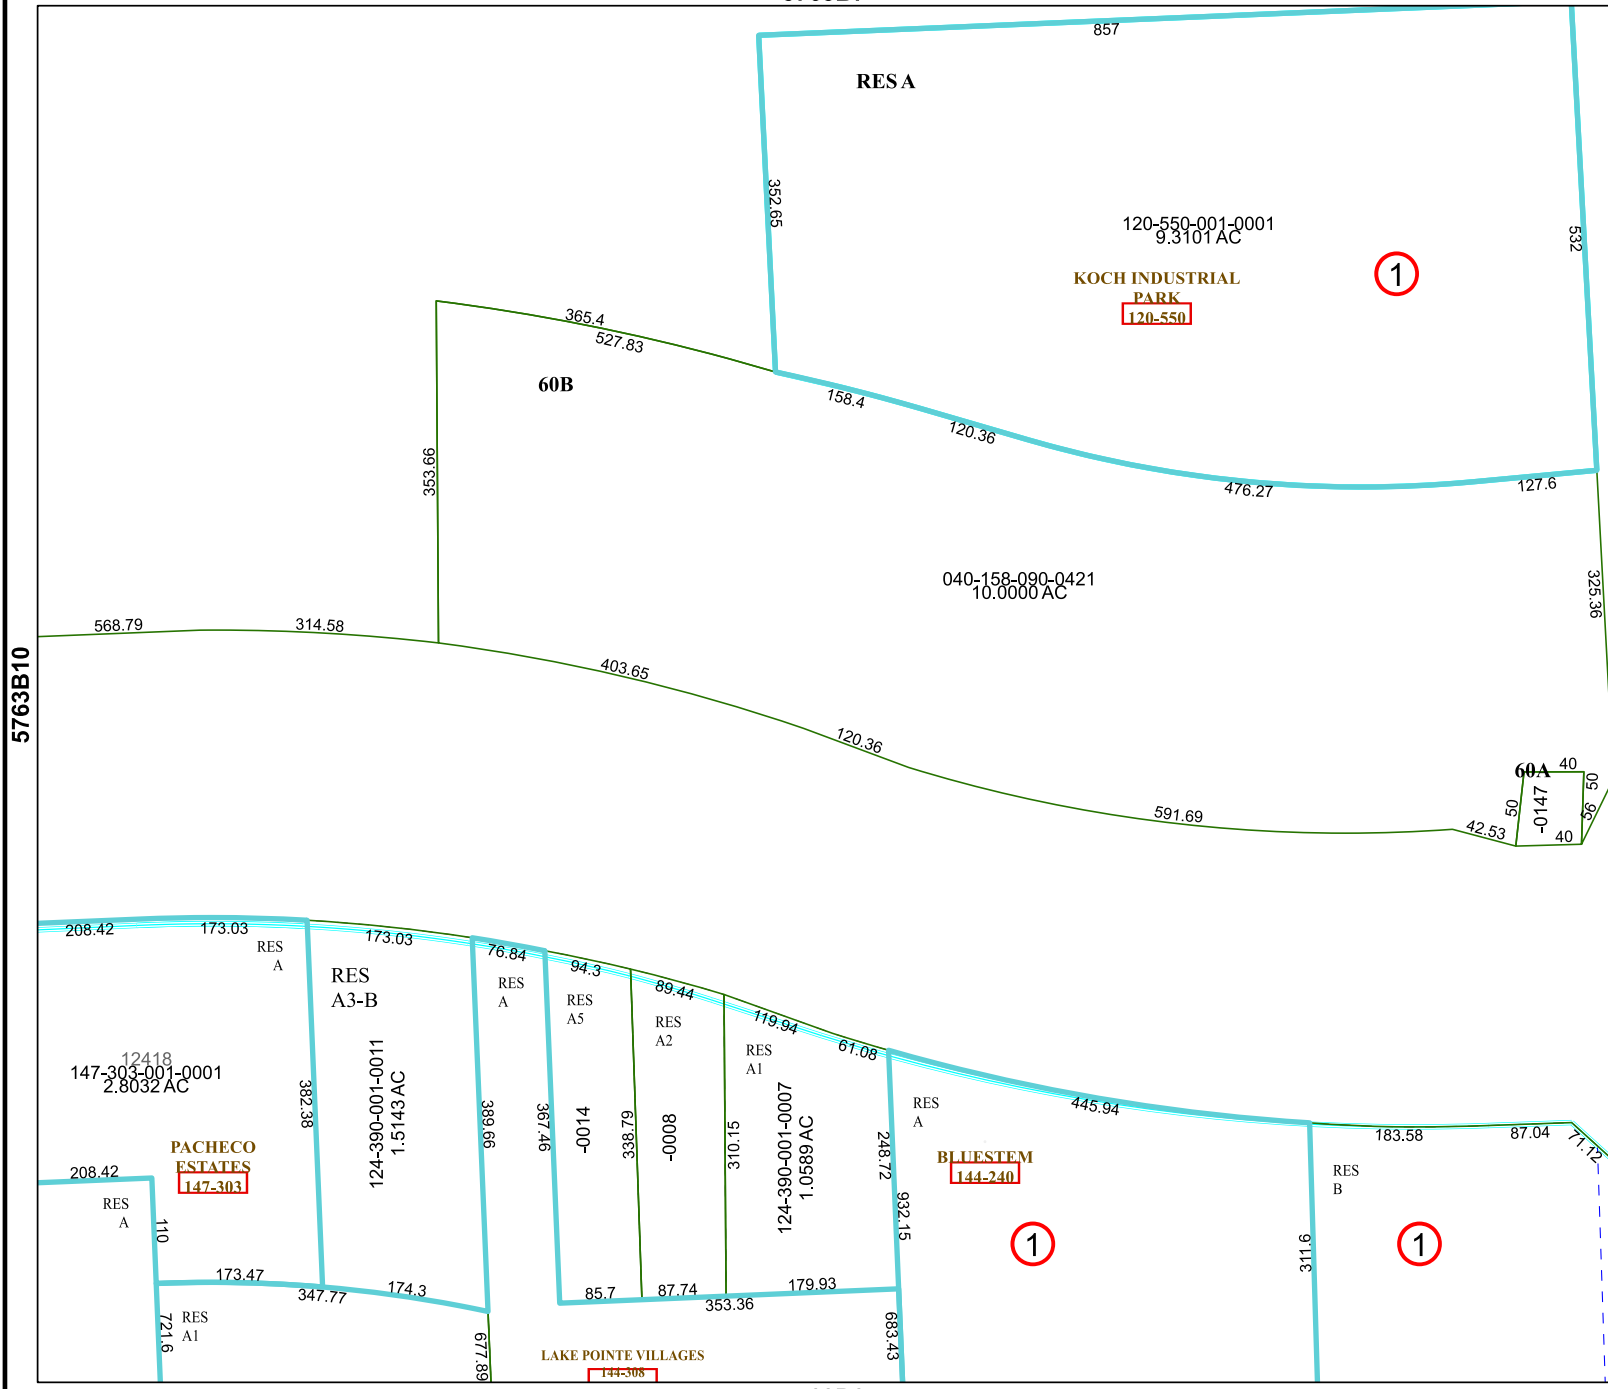 857
RES A
352.65
120-550-001-0001
9.3101 AC
532
KOCH INDUSTRIAL
PARK
120-550
1
365.4
527.83
60B
158.4
120.36
353.66
476.27
127.6
040-158-090-0421
10.0000 AC
325.36
568.79
314.58
5763B10
403.65
120.36
60A
40
50
50
-0147
56
591.69
42.53
40
208.42
173.03
RES
A
173.03
76.84
94.3
89.44
119.94
61.08
RES
A3-B
RES
A
RES
A5
RES
A2
RES
A1
12418
147-303-001-0001
2.8032 AC
382.38
124-390-001-0011
1.5143 AC
389.66
367.46
-0014
338.79
-0008
310.15
124-390-001-0007
1.0589 AC
248.72
RES
A
445.94
183.58
87.04
71.12
PACHECO
ESTATES
147-303
BLUESTEM
144-240
RES
B
208.42
RES
A
110
932.15
1
311.6
1
173.47
347.77
174.3
85.7
87.74
353.36
179.93
721.6
RES
A1
677.89
683.43
LAKE POINTE VILLAGES
144-308